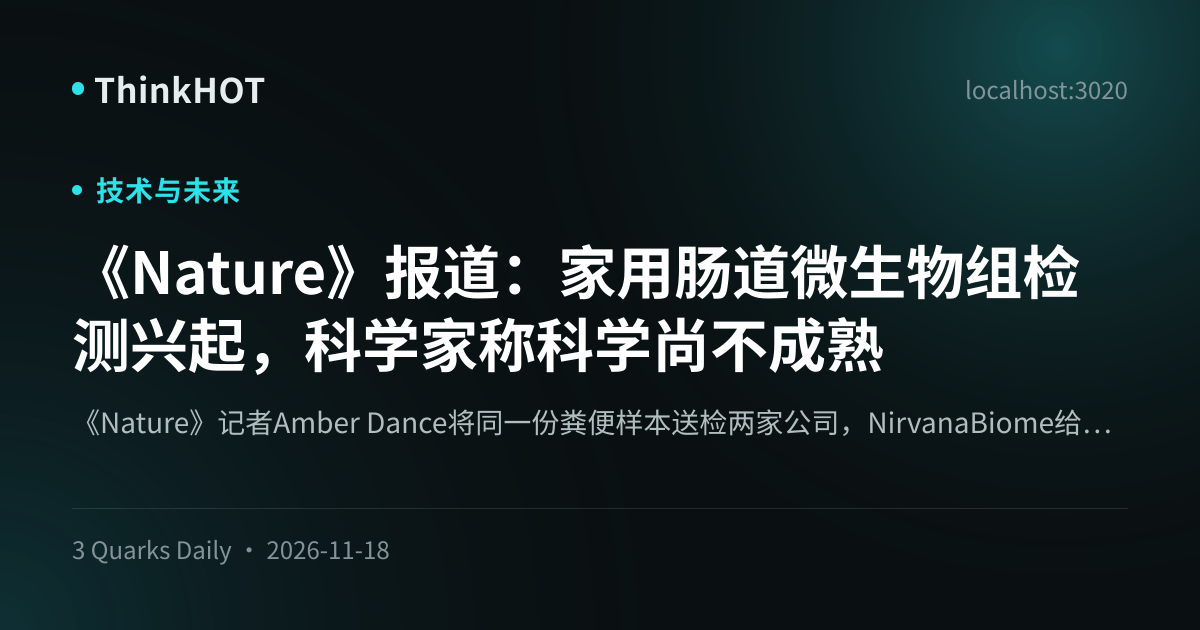 ThinkHOT
localhost:3020
技术与未来
《Nature》报道：家用肠道微生物组检
测兴起，科学家称科学尚不成熟
《Nature》记者Amber Dance将同一份粪便样本送检两家公司，NirvanaBiome给…
3 Quarks Daily · 2026-11-18